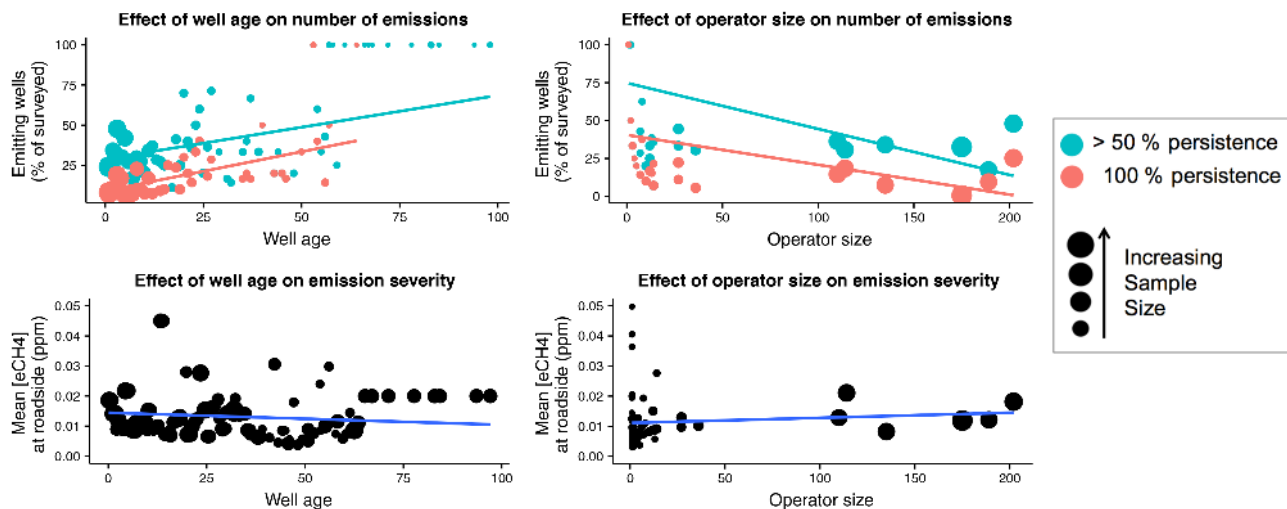 Effect of well age on number of emissions
Emitting wells
(% of surveyed)
100
75
50
25
0
25
50
75
100
Well age
Effect of operator size on number of emissions
Emitting wells
(% of surveyed)
100
75
50
25
0
0
50
100
150
200
Operator size
> 50 % persistence
100 % persistence
Increasing
Sample
Size
Effect of well age on emission severity
Mean [eCH4]
at roadside (ppm)
0.05
0.04
0.03
0.02
0.01
0.00
0
25
50
75
100
Well age
Effect of operator size on emission severity
Mean [eCH4]
at roadside (ppm)
0.05
0.04
0.03
0.02
0.01
0.00
0
50
100
150
200
Operator size